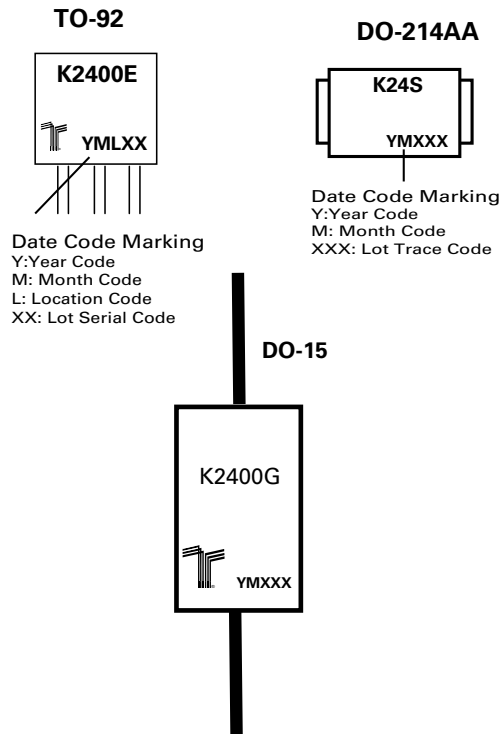 TO-92
K2400E
YMLXX
Date Code Marking
Y:Year Code
M: Month Code
L: Location Code
XX: Lot Serial Code
DO-214AA
K24S
YMXXX
Date Code Marking
Y:Year Code
M: Month Code
XXX: Lot Trace Code
DO-15
K2400G
YMXXX